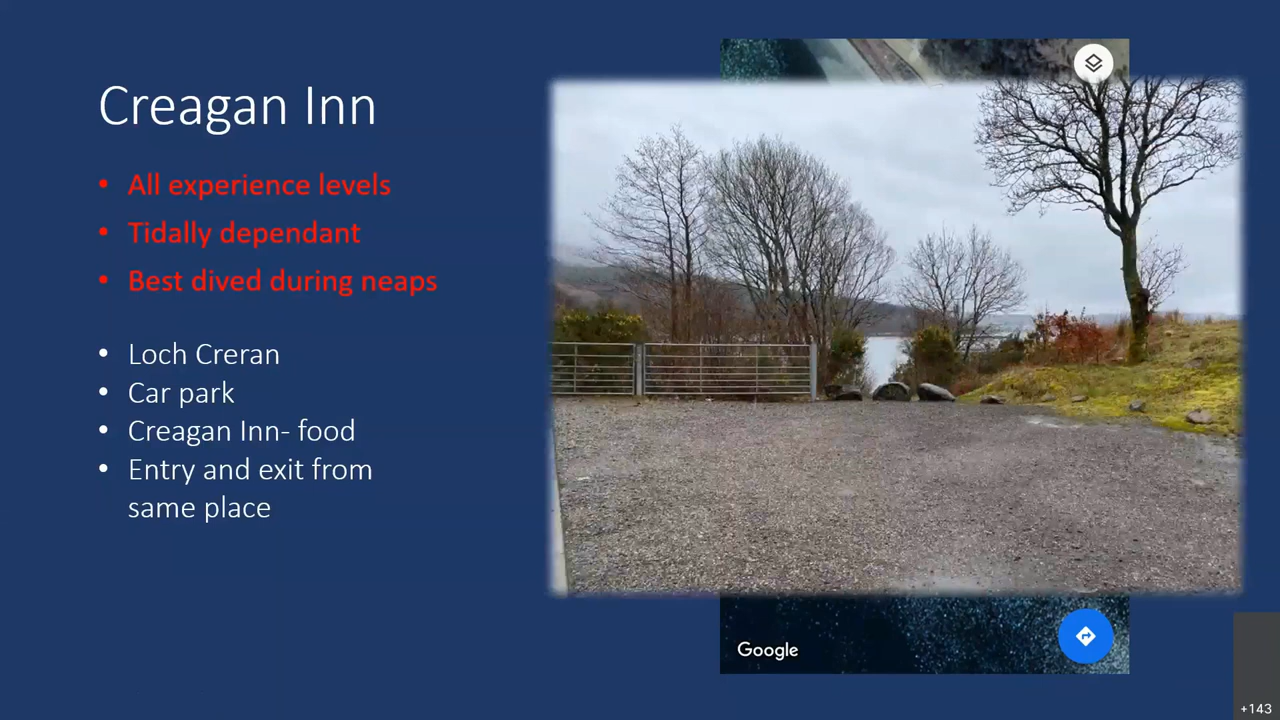 Creagan Inn
• All experience levels
• Tidally dependant
• Best dived during neaps
• Loch Creran
• Car park
• Creagan Inn- food
• Entry and exit from
same place
Google
+143